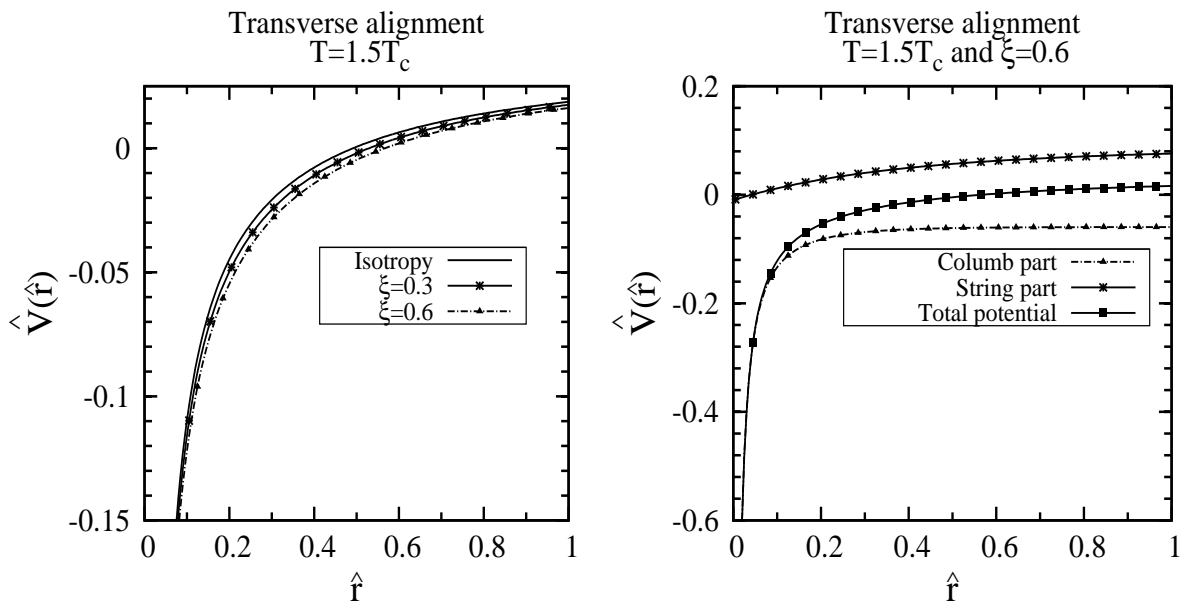 Transverse alignment
T=1.5T_c
0
-0.05
-0.1
-0.15
0 0.2 0.4 0.6 0.8 1
V̂(r̂)
r̂
Isotropy
ξ=0.3
ξ=0.6
Transverse alignment
T=1.5T_c and ξ=0.6
0.2
0
-0.2
-0.4
-0.6
0 0.2 0.4 0.6 0.8 1
V̂(r̂)
r̂
Columb part
String part
Total potential